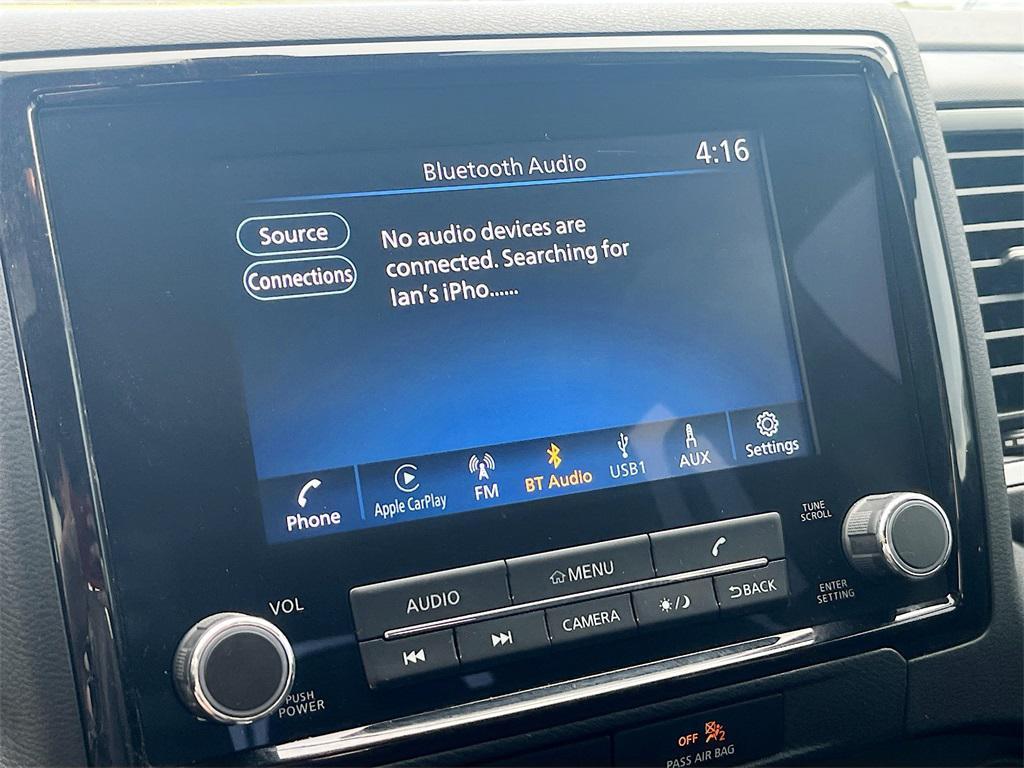 Bluetooth Audio
4:16
Source
Connections
No audio devices are
connected. Searching for
Ian's iPho......
Phone
Apple CarPlay
FM
BT Audio
USB1
AUX
Settings
TUNE
SCROLL
AUDIO
MENU
VOL
CAMERA
BACK
ENTER
SETTING
PUSH
POWER
OFF
2
PASS AIR BAG